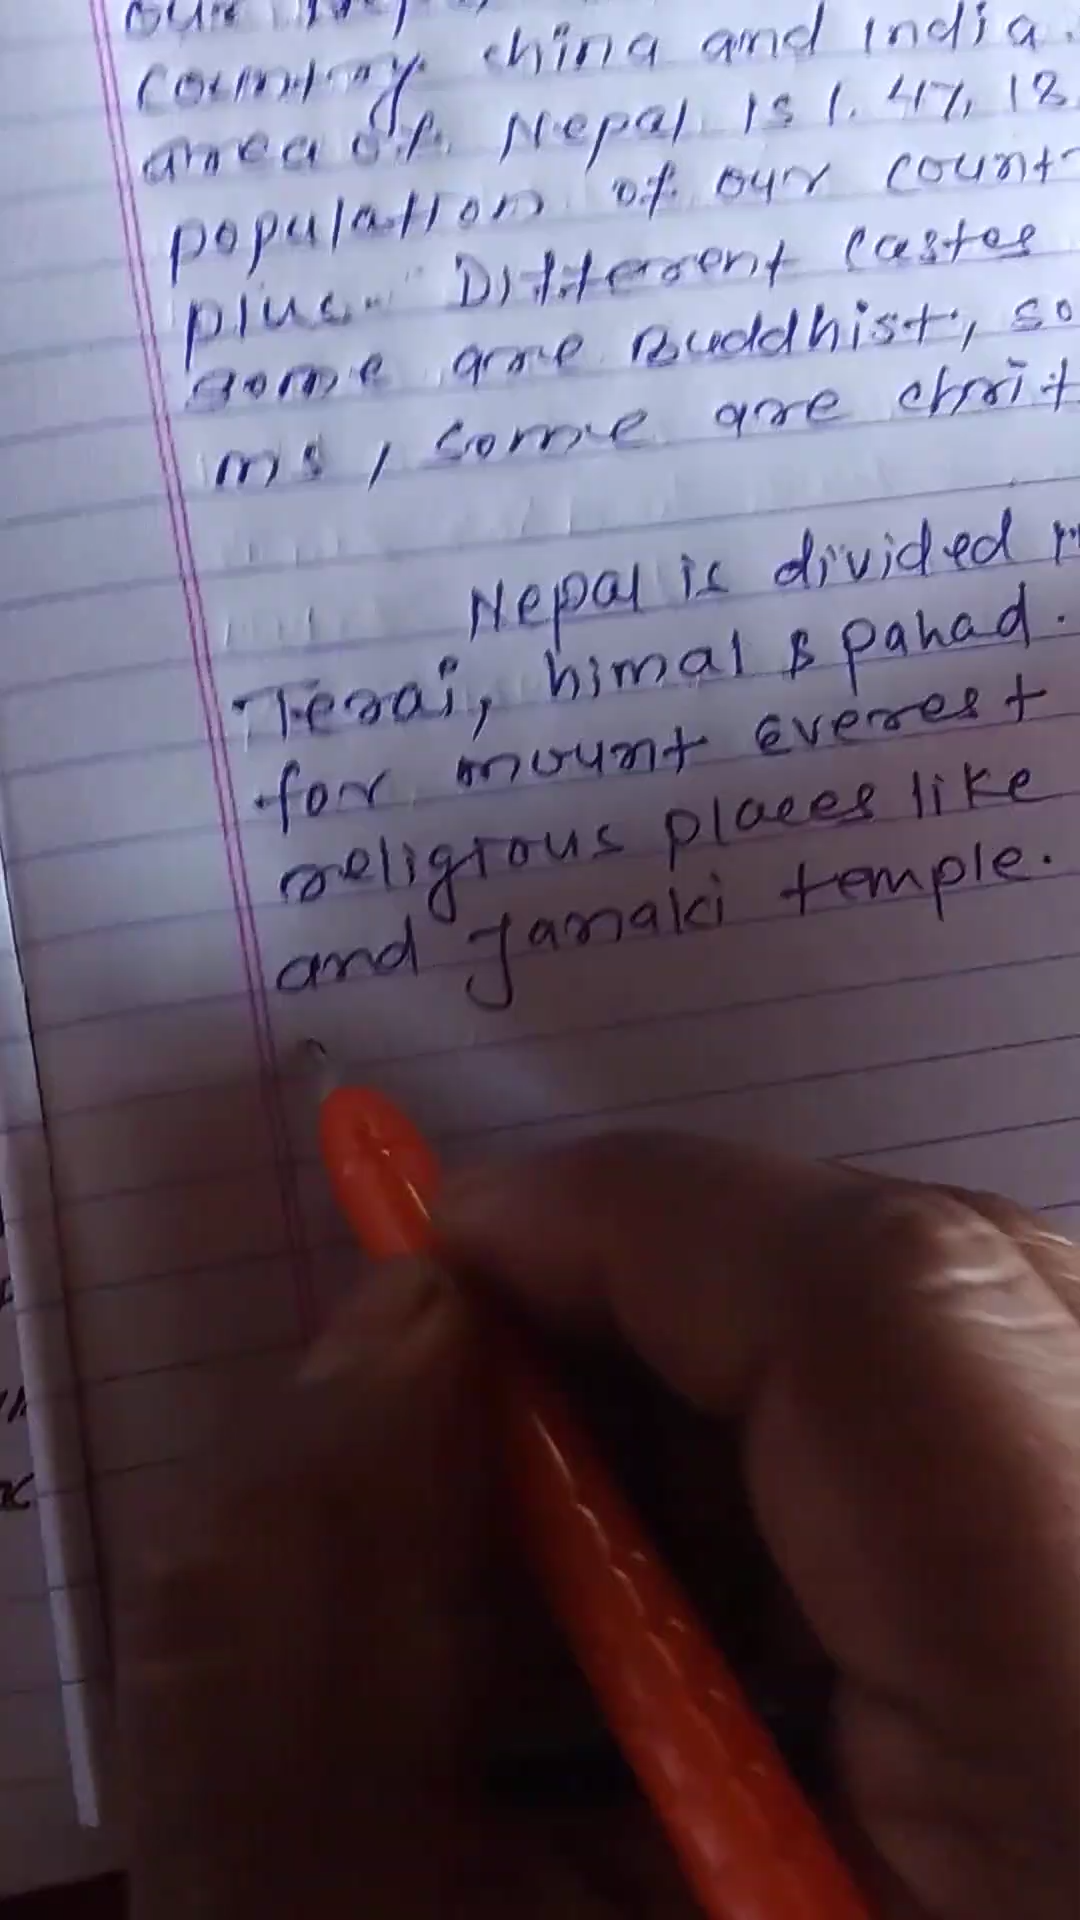 our
country china and india.
area of Nepal is 1.47,18
population of our count
plus. Different castes
some are Buddhist, so
ms, some are chrit
Nepal is divided
Terai, himal & pahad.
for mount everest
religious places like
and Janaki temple.